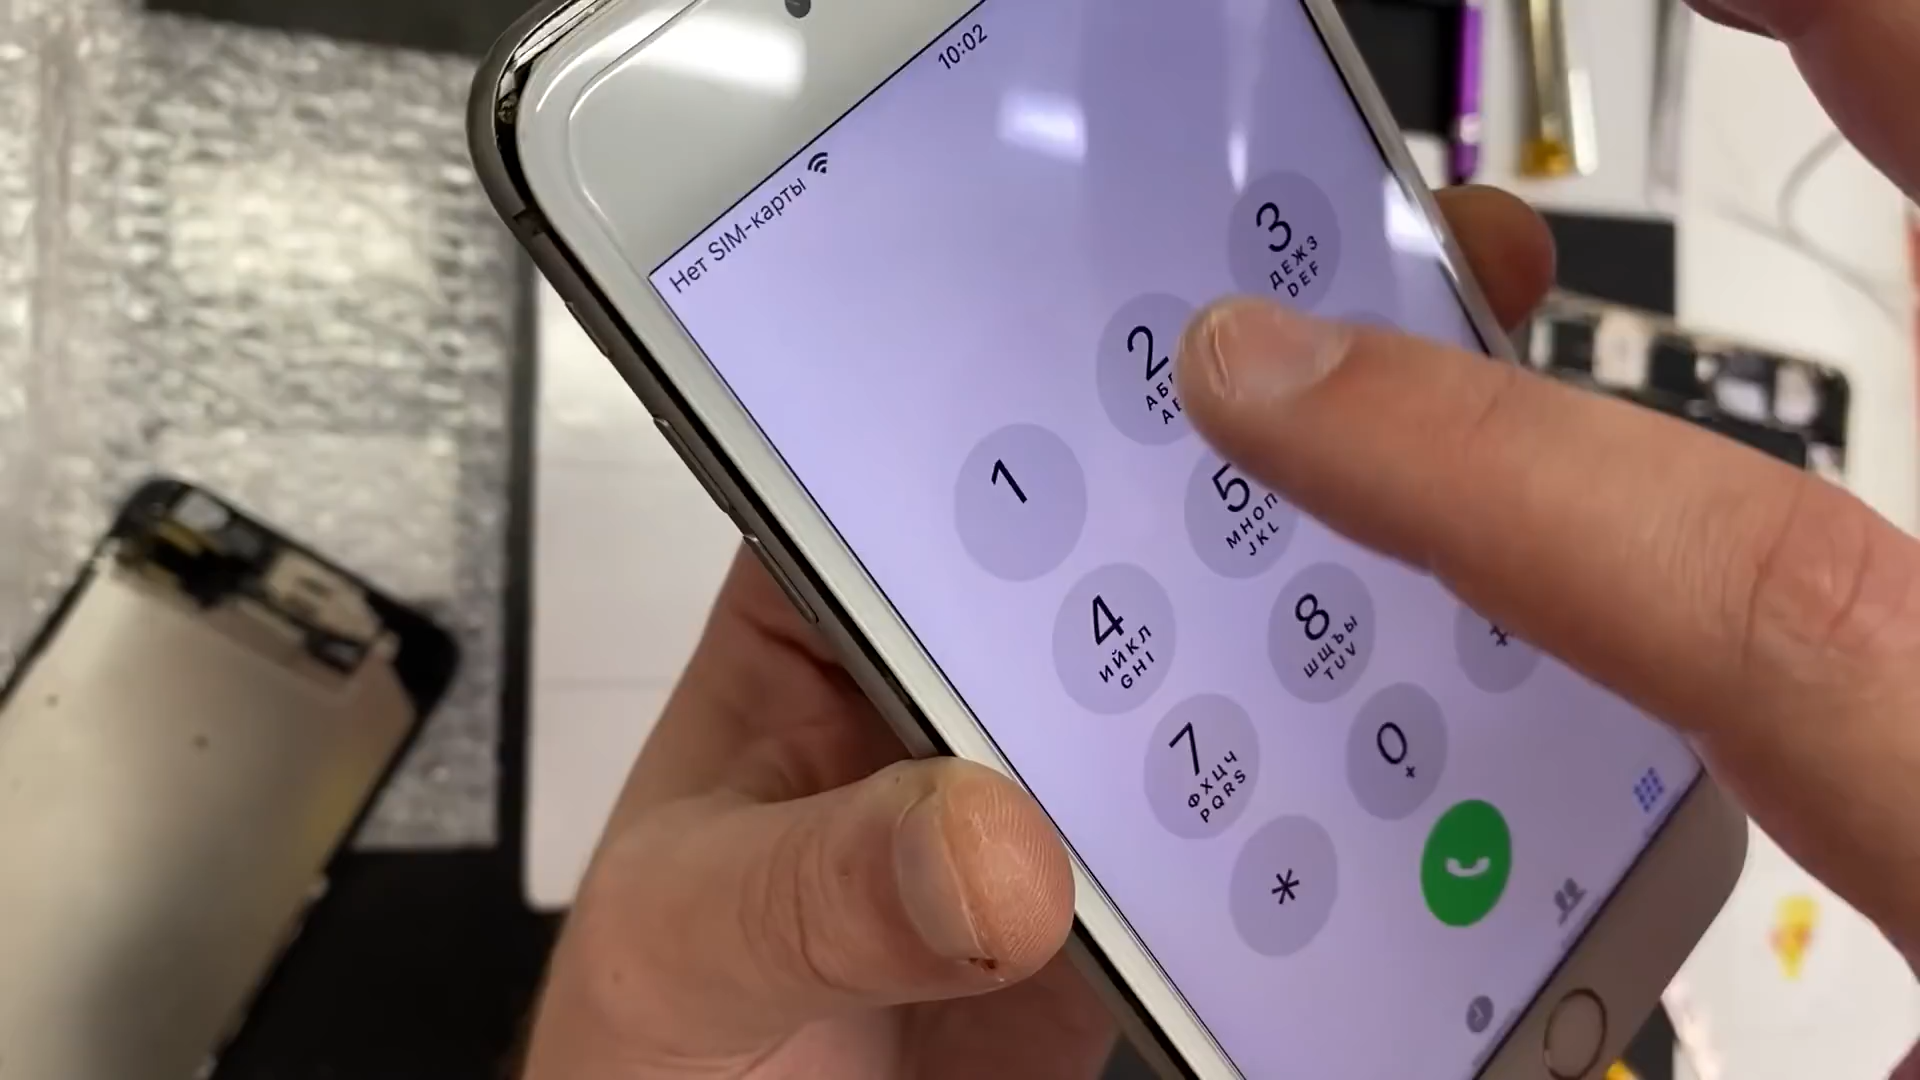 10:02
Нет SIM-карты
1
2
3
ДЕЖЗ
DEF
4
ИЙКЛ
GHI
5
МНОП
JKL
7
ФХЦЧ
PQRS
8
ШЩЪЫ
TUV
*
0
+